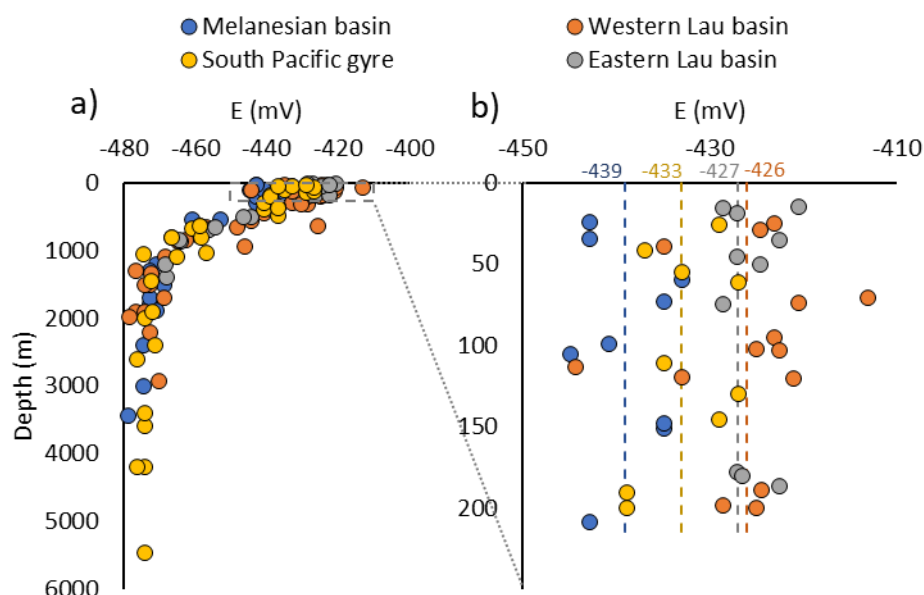 Melanesian basin Western Lau basin
South Pacific gyre Eastern Lau basin
a) b)
E (mV) E (mV)
-480 -460 -440 -420 -400 -450 -430 -410
-439 -433 -427 -426
0 0
50
1000
100
2000
Depth (m)
3000
150
4000
200
5000
6000